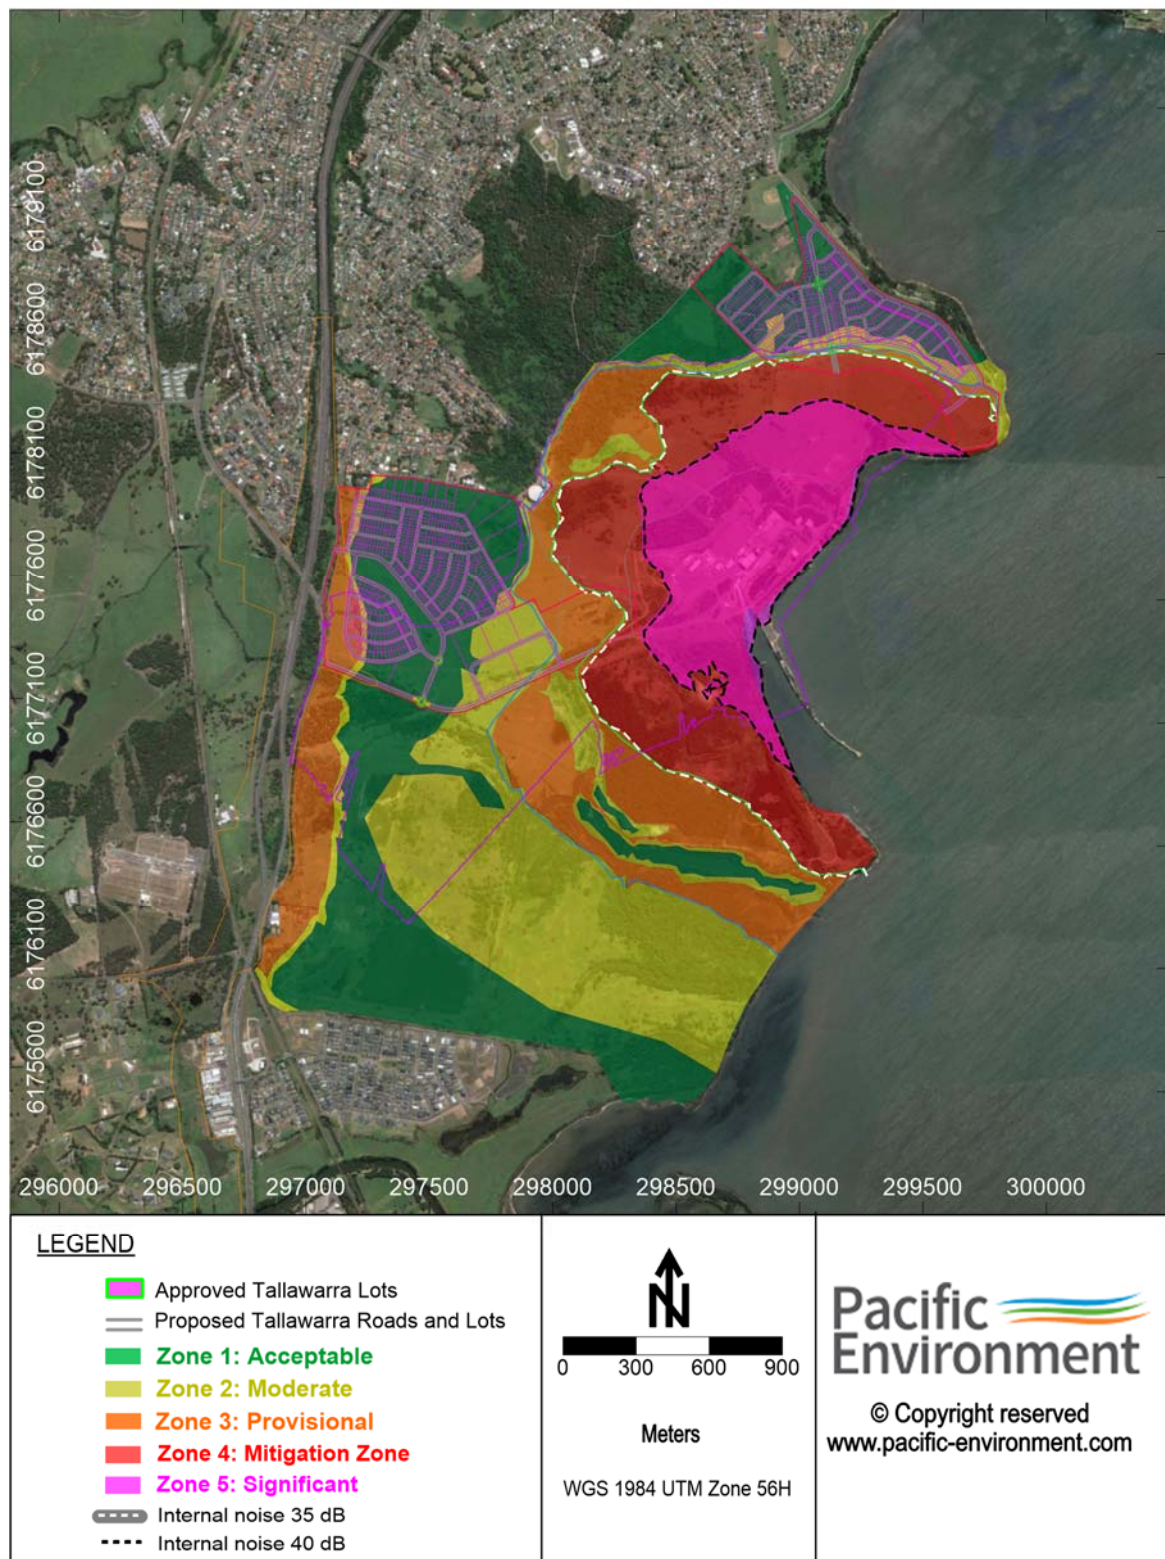 6179100
6178600
6178100
6177600
6177100
6176600
6176100
6175600
296000 296500 297000 297500 298000 298500 299000 299500 300000
LEGEND
Approved Tallawarra Lots
Proposed Tallawarra Roads and Lots
Zone 1: Acceptable
Zone 2: Moderate
Zone 3: Provisional
Zone 4: Mitigation Zone
Zone 5: Significant
Internal noise 35 dB
Internal noise 40 dB
N
0 300 600 900
Meters
WGS 1984 UTM Zone 56H
Pacific
Environment
© Copyright reserved
www.pacific-environment.com